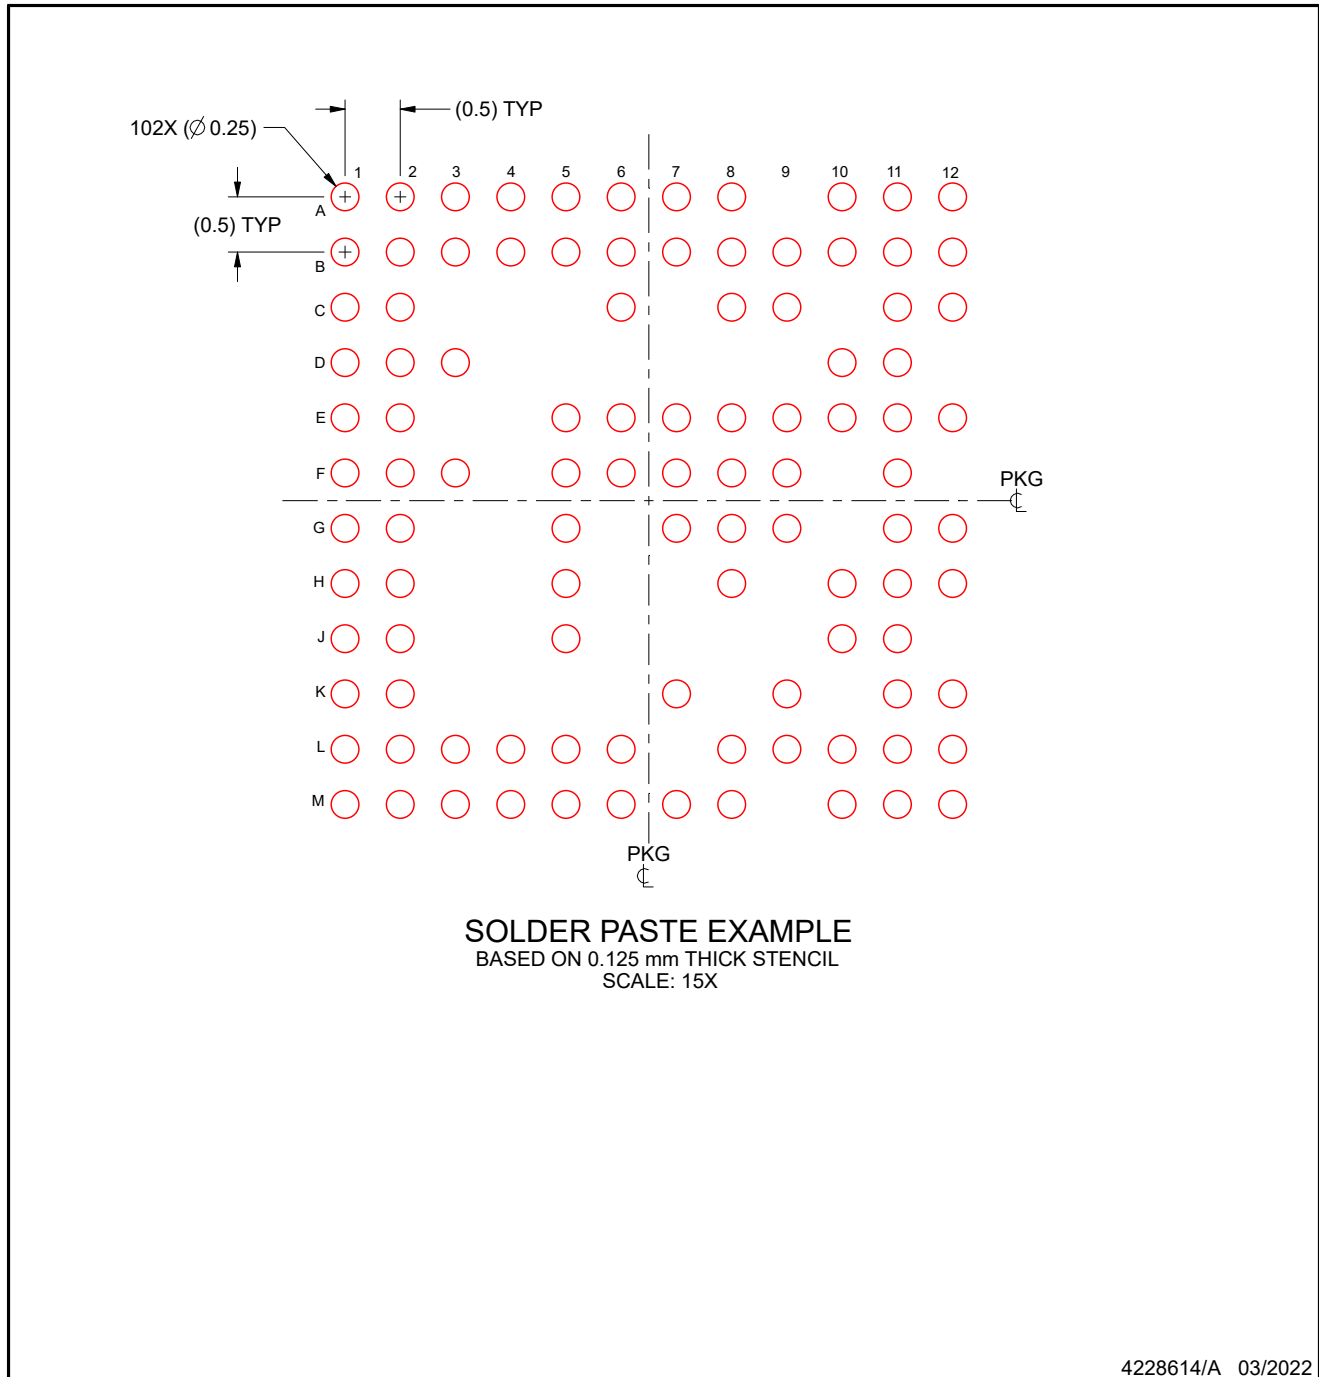 (0.5) TYP
102X (∅ 0.25)
1 2 3 4 5 6 7 8 9 10 11 12
A
(0.5) TYP
B
C
D
E
F
PKG
℄
G
H
J
K
L
M
PKG
℄
SOLDER PASTE EXAMPLE
BASED ON 0.125 mm THICK STENCIL
SCALE: 15X
4228614/A 03/2022